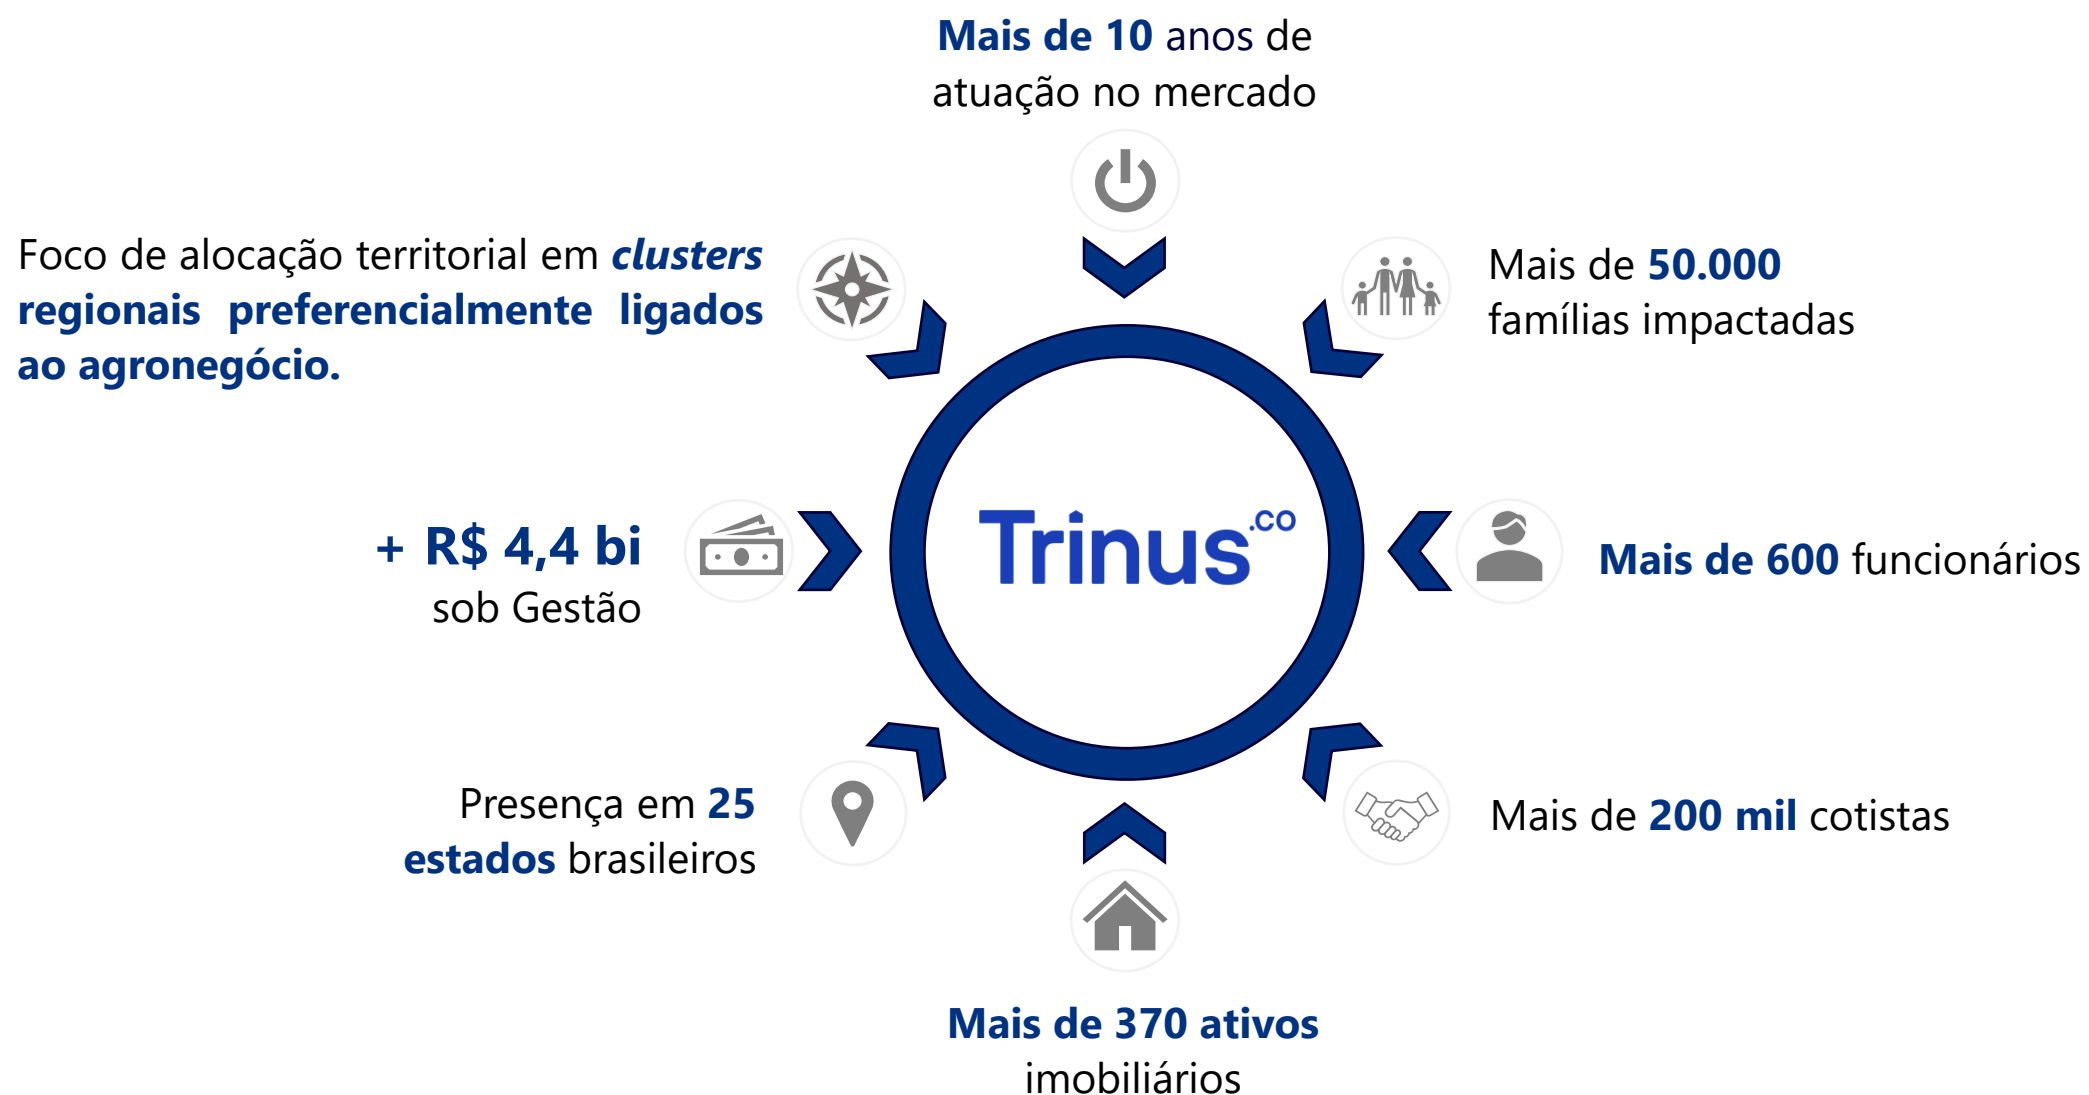 Mais de 10 anos de
atuação no mercado
Foco de alocação territorial em clusters
regionais preferencialmente ligados
ao agronegócio.
Mais de 50.000
famílias impactadas
+ R$ 4,4 bi
sob Gestão
Trinus.co
Mais de 600 funcionários
Presença em 25
estados brasileiros
Mais de 200 mil cotistas
Mais de 370 ativos
imobiliários